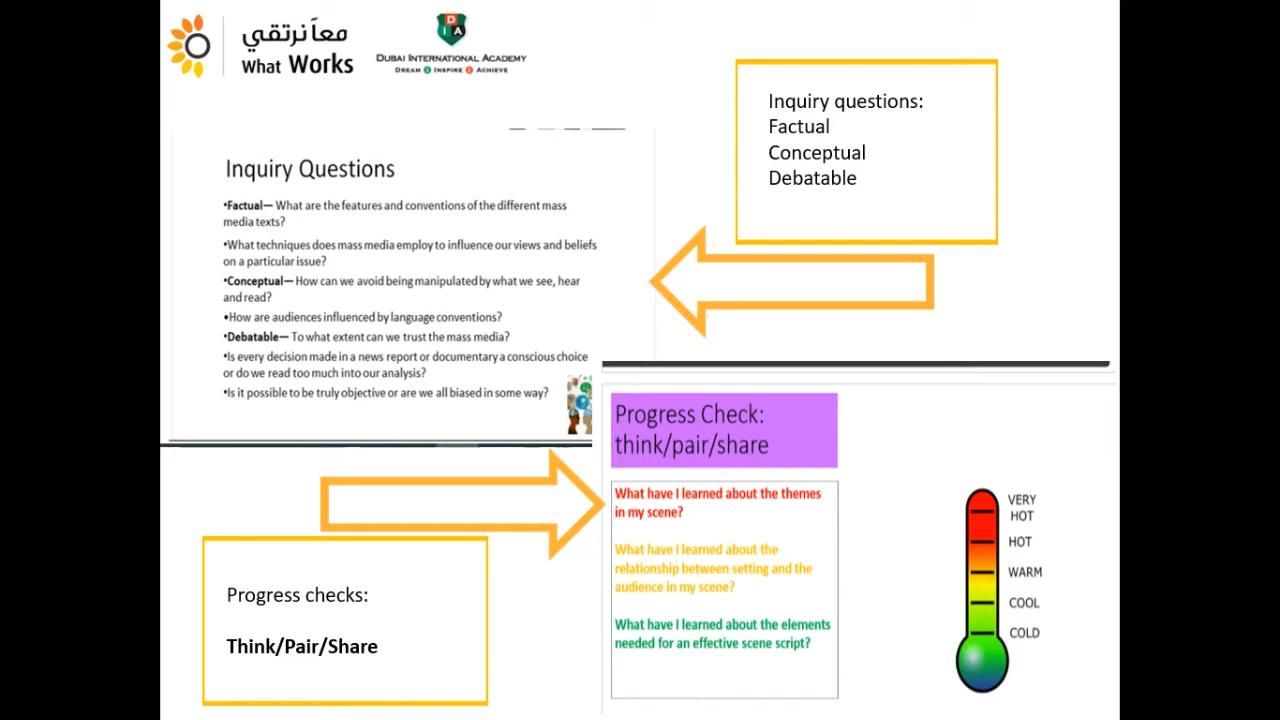 معاً نرتقي
What Works
D
I A
DUBAI INTERNATIONAL ACADEMY
DREAM INSPIRE ACHIEVE
Inquiry questions:
Factual
Conceptual
Debatable
Inquiry Questions
•Factual— What are the features and conventions of the different mass
media texts?
•What techniques does mass media employ to influence our views and beliefs
on a particular issue?
•Conceptual— How can we avoid being manipulated by what we see, hear
and read?
•How are audiences influenced by language conventions?
•Debatable— To what extent can we trust the mass media?
•Is every decision made in a news report or documentary a conscious choice
or do we read too much into our analysis?
•Is it possible to be truly objective or are we all biased in some way?
Progress Check:
think/pair/share
What have I learned about the themes
in my scene?
What have I learned about the
relationship between setting and the
audience in my scene?
What have I learned about the elements
needed for an effective scene script?
VERY
HOT
HOT
WARM
COOL
COLD
Progress checks:
Think/Pair/Share